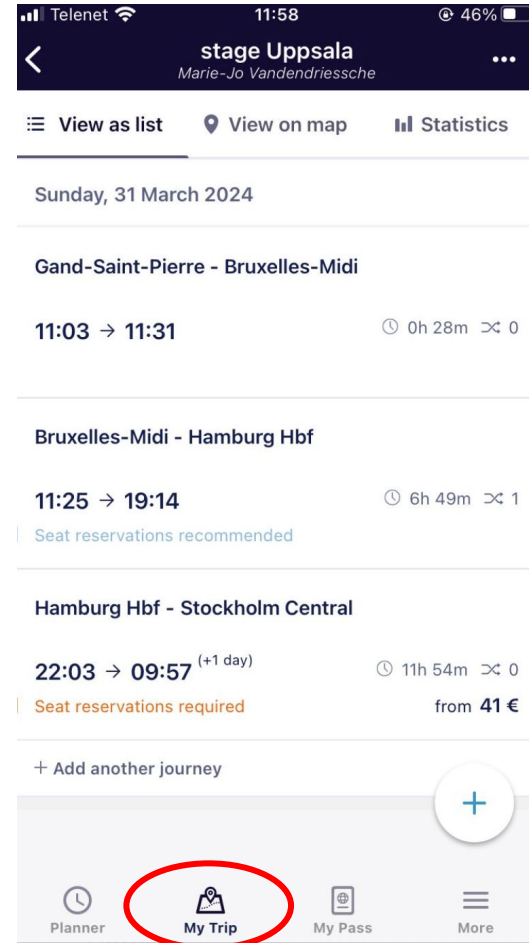 Telenet 11:58 46%
stage Uppsala
Marie-Jo Vandendriessche
View as list View on map Statistics
Sunday, 31 March 2024
Gand-Saint-Pierre - Bruxelles-Midi
11:03 → 11:31 0h 28m 0
Bruxelles-Midi - Hamburg Hbf
11:25 → 19:14 6h 49m 1
Seat reservations recommended
Hamburg Hbf - Stockholm Central
22:03 → 09:57 (+1 day) 11h 54m 0
Seat reservations required from 41 €
+ Add another journey
+
Planner My Trip My Pass More